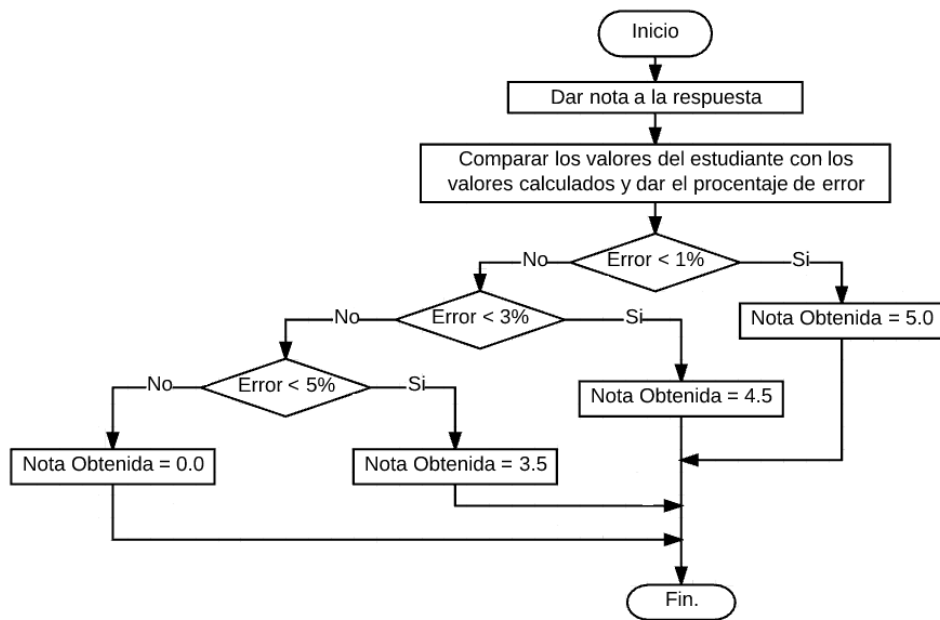 Inicio
Dar nota a la respuesta
Comparar los valores del estudiante con los
valores calculados y dar el procentaje de error
Error < 1%
No
Si
Error < 3%
No
Si
Nota Obtenida = 5.0
Error < 5%
No
Si
Nota Obtenida = 4.5
Nota Obtenida = 0.0
Nota Obtenida = 3.5
Fin.